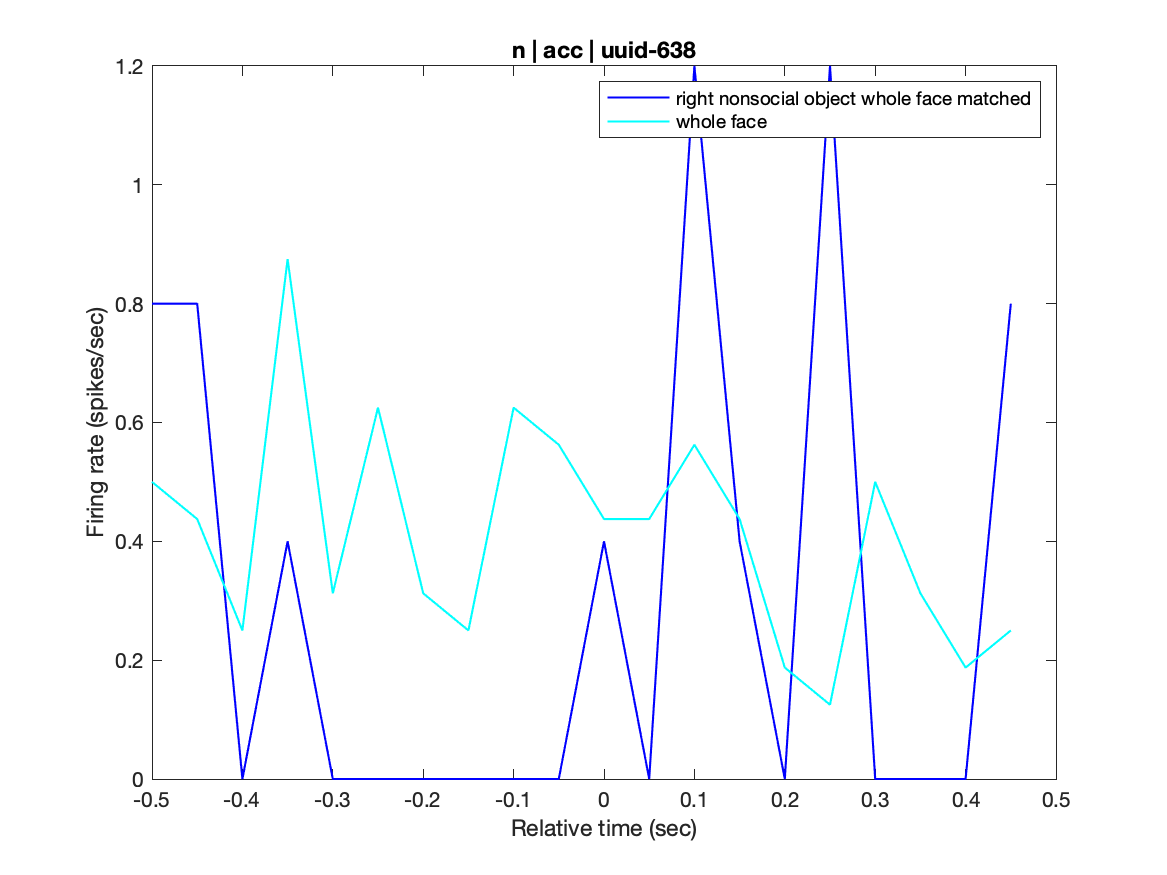 n | acc | uuid-638
right nonsocial object whole face matched
whole face
Firing rate (spikes/sec)
1.2
1
0.8
0.6
0.4
0.2
0
-0.5 -0.4 -0.3 -0.2 -0.1 0 0.1 0.2 0.3 0.4 0.5
Relative time (sec)